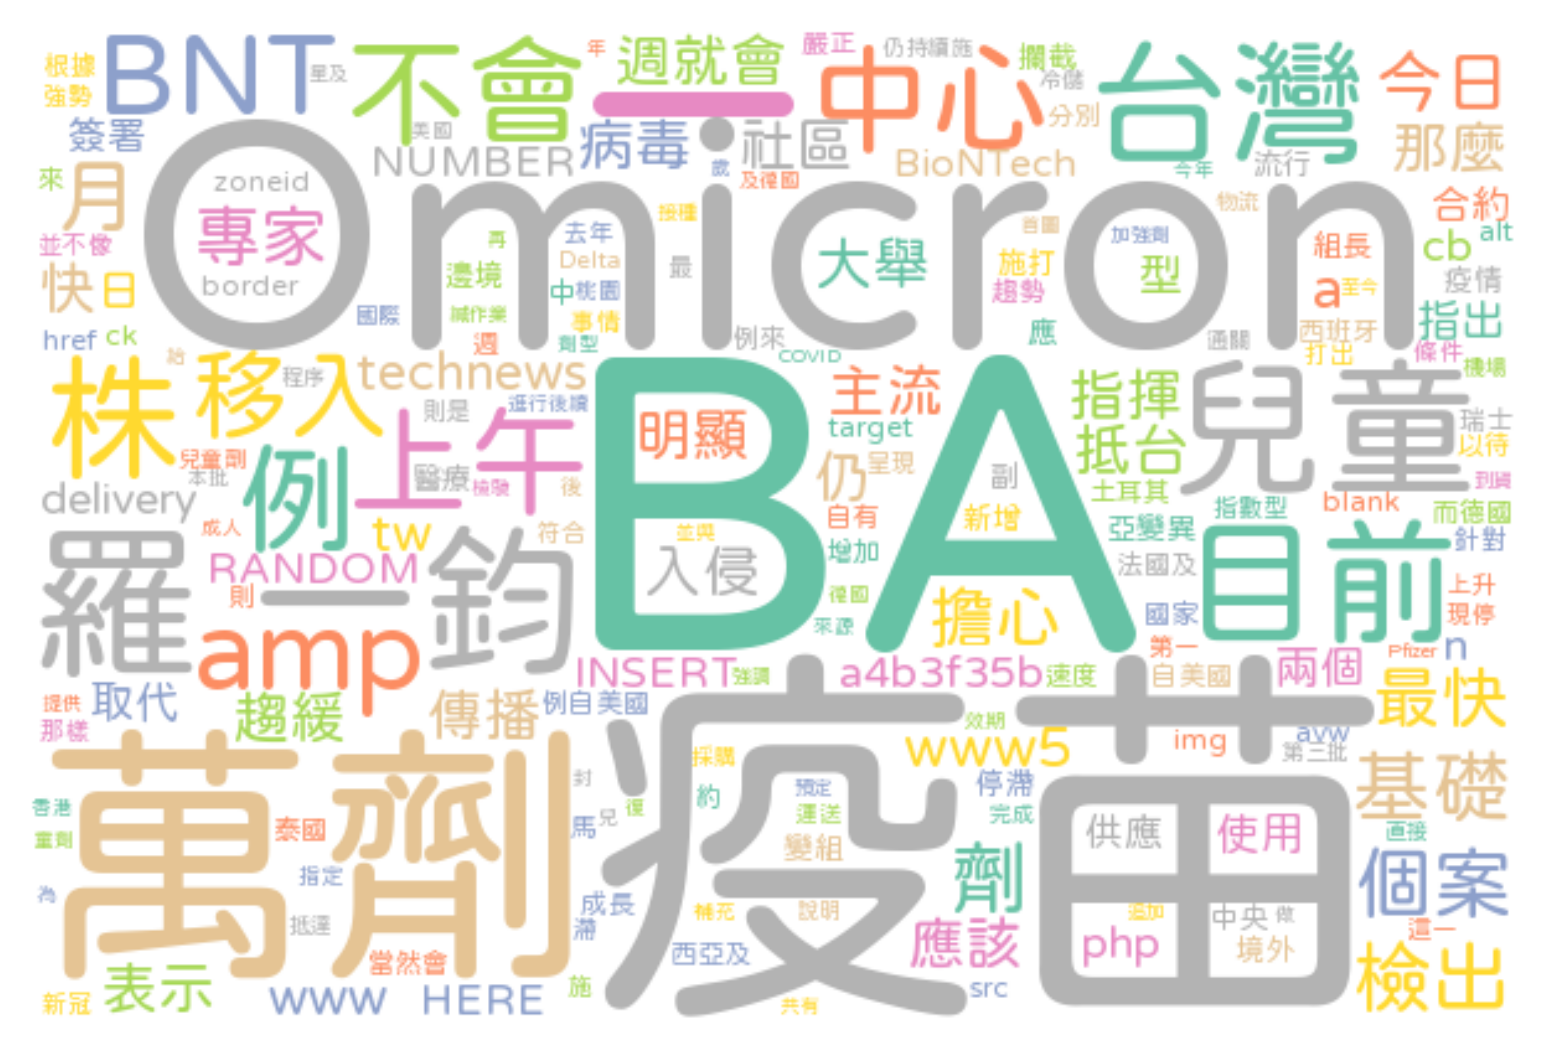 根據
強勢
BNT
星及
不會
年
週就會
一
嚴正
中心
仍持續施
攔截
冷儲
分別
台灣
今日
簽署
美國
NUMBER
病毒
社區
歲
及德國
BioNTech
今年
流行
那麼
來
月
並不像
Omicron
zoneid
專家
border
再
去年
接種
Delta
邊境
最
中
桃園
減作業
事情
國際
週
劑型
例來
大舉
首圖
施打
趨勢
應
加強劑
型
物流
通關
組長
a
至今
西班牙
打出
合約
cb
alt
疫情
指出
條件
機場
快
日
href
ck
給
株
移入
程序
technews
COVID
則是
進行後續
上午
醫療
檢驗
後
兒童劑
本批
例
delivery
成人
tw
符合
BA
明顯
並與
入侵
主流
target
仍
呈現
副
自有
新增
增加
德國
來源
擔心
指揮
抵台
土耳其
兒童
瑞士
以待
到貨
指數型
blank
而德國
亞變異
法國及
目前
針對
國家
上升
現停
第一
Pfizer
n
羅一鈞
RANDOM
則
amp
INSERT
強調
a4b3f35b
速度
自美國
兩個
最快
提供
那樣
取代
趨緩
傳播
例自美國
疫苗
效期
採購
www5
img
avw
第三批
基礎
萬劑
香港
童劑
為
泰國
指定
抵達
當然會
封
馬
兒
復
成長
滯
約
預定
運送
變組
停滯
完成
劑
補充
說明
西亞及
應該
供應
使用
追加
php
中央
做
境外
直接
個案
這一
檢出
新冠
表示
www
HERE
施
共有
src